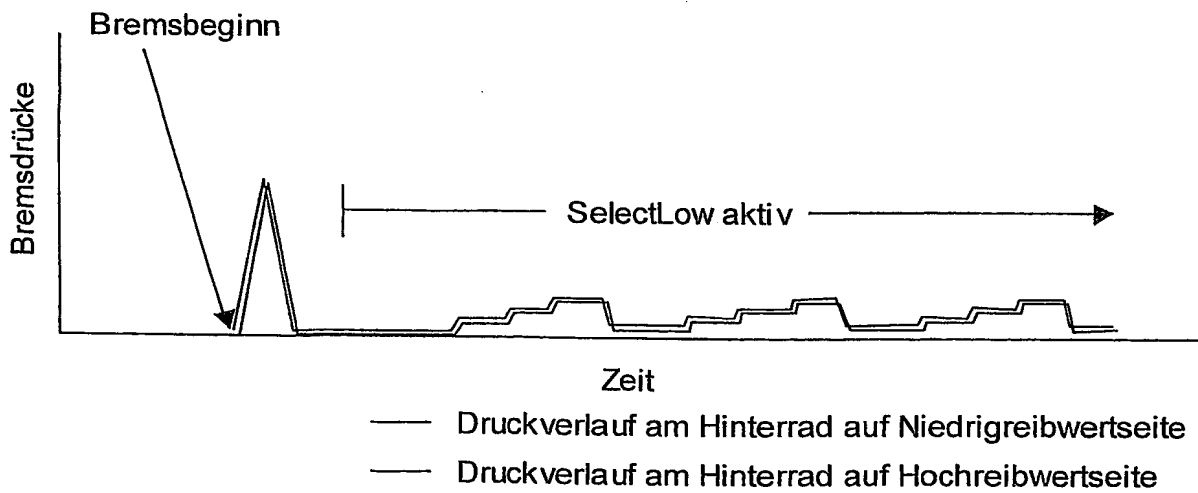 Bremsbeginn
Bremsdrücke
SelectLow aktiv
Zeit
Druckverlauf am Hinterrad auf Niedrigreibwertseite
Druckverlauf am Hinterrad auf Hochreibwertseite